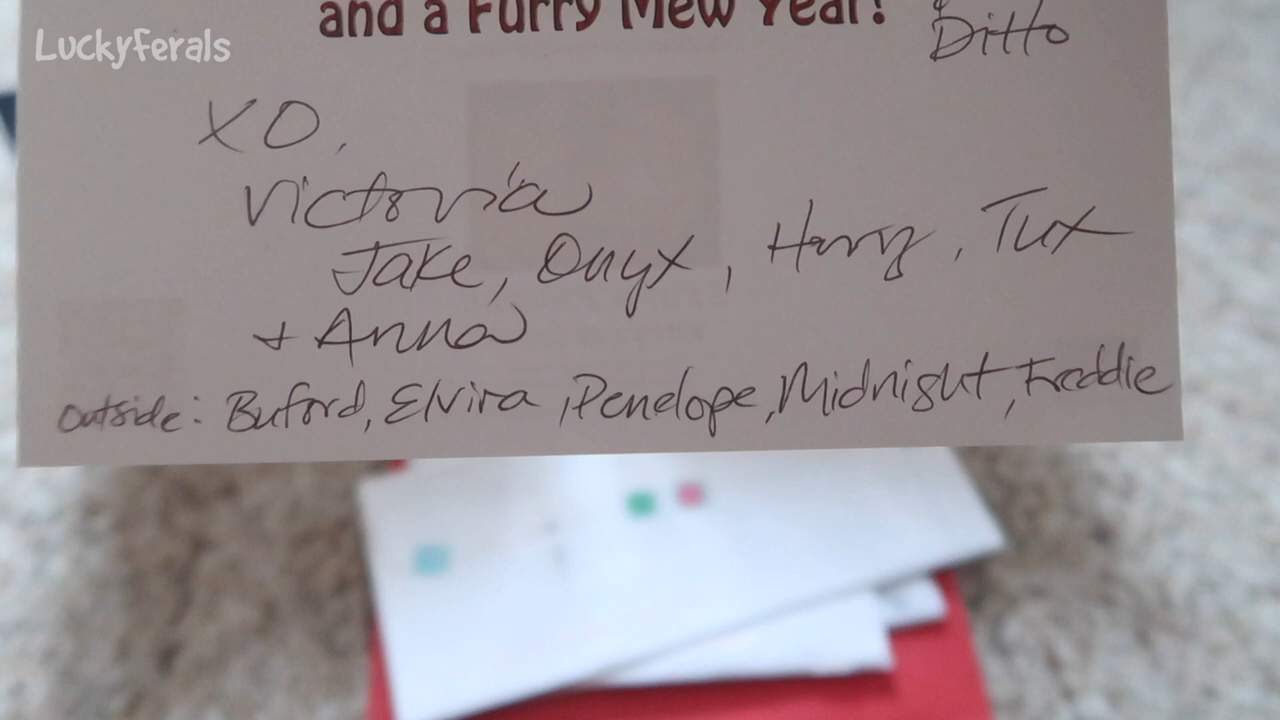 LuckyFerals
and a Furry Mew Year!
&
Ditto
XO,
Victoria
Jake, Onyx, Harry, Tux
+ Anna
Outside: Buford, Elvira, Penelope, Midnight, Freddie